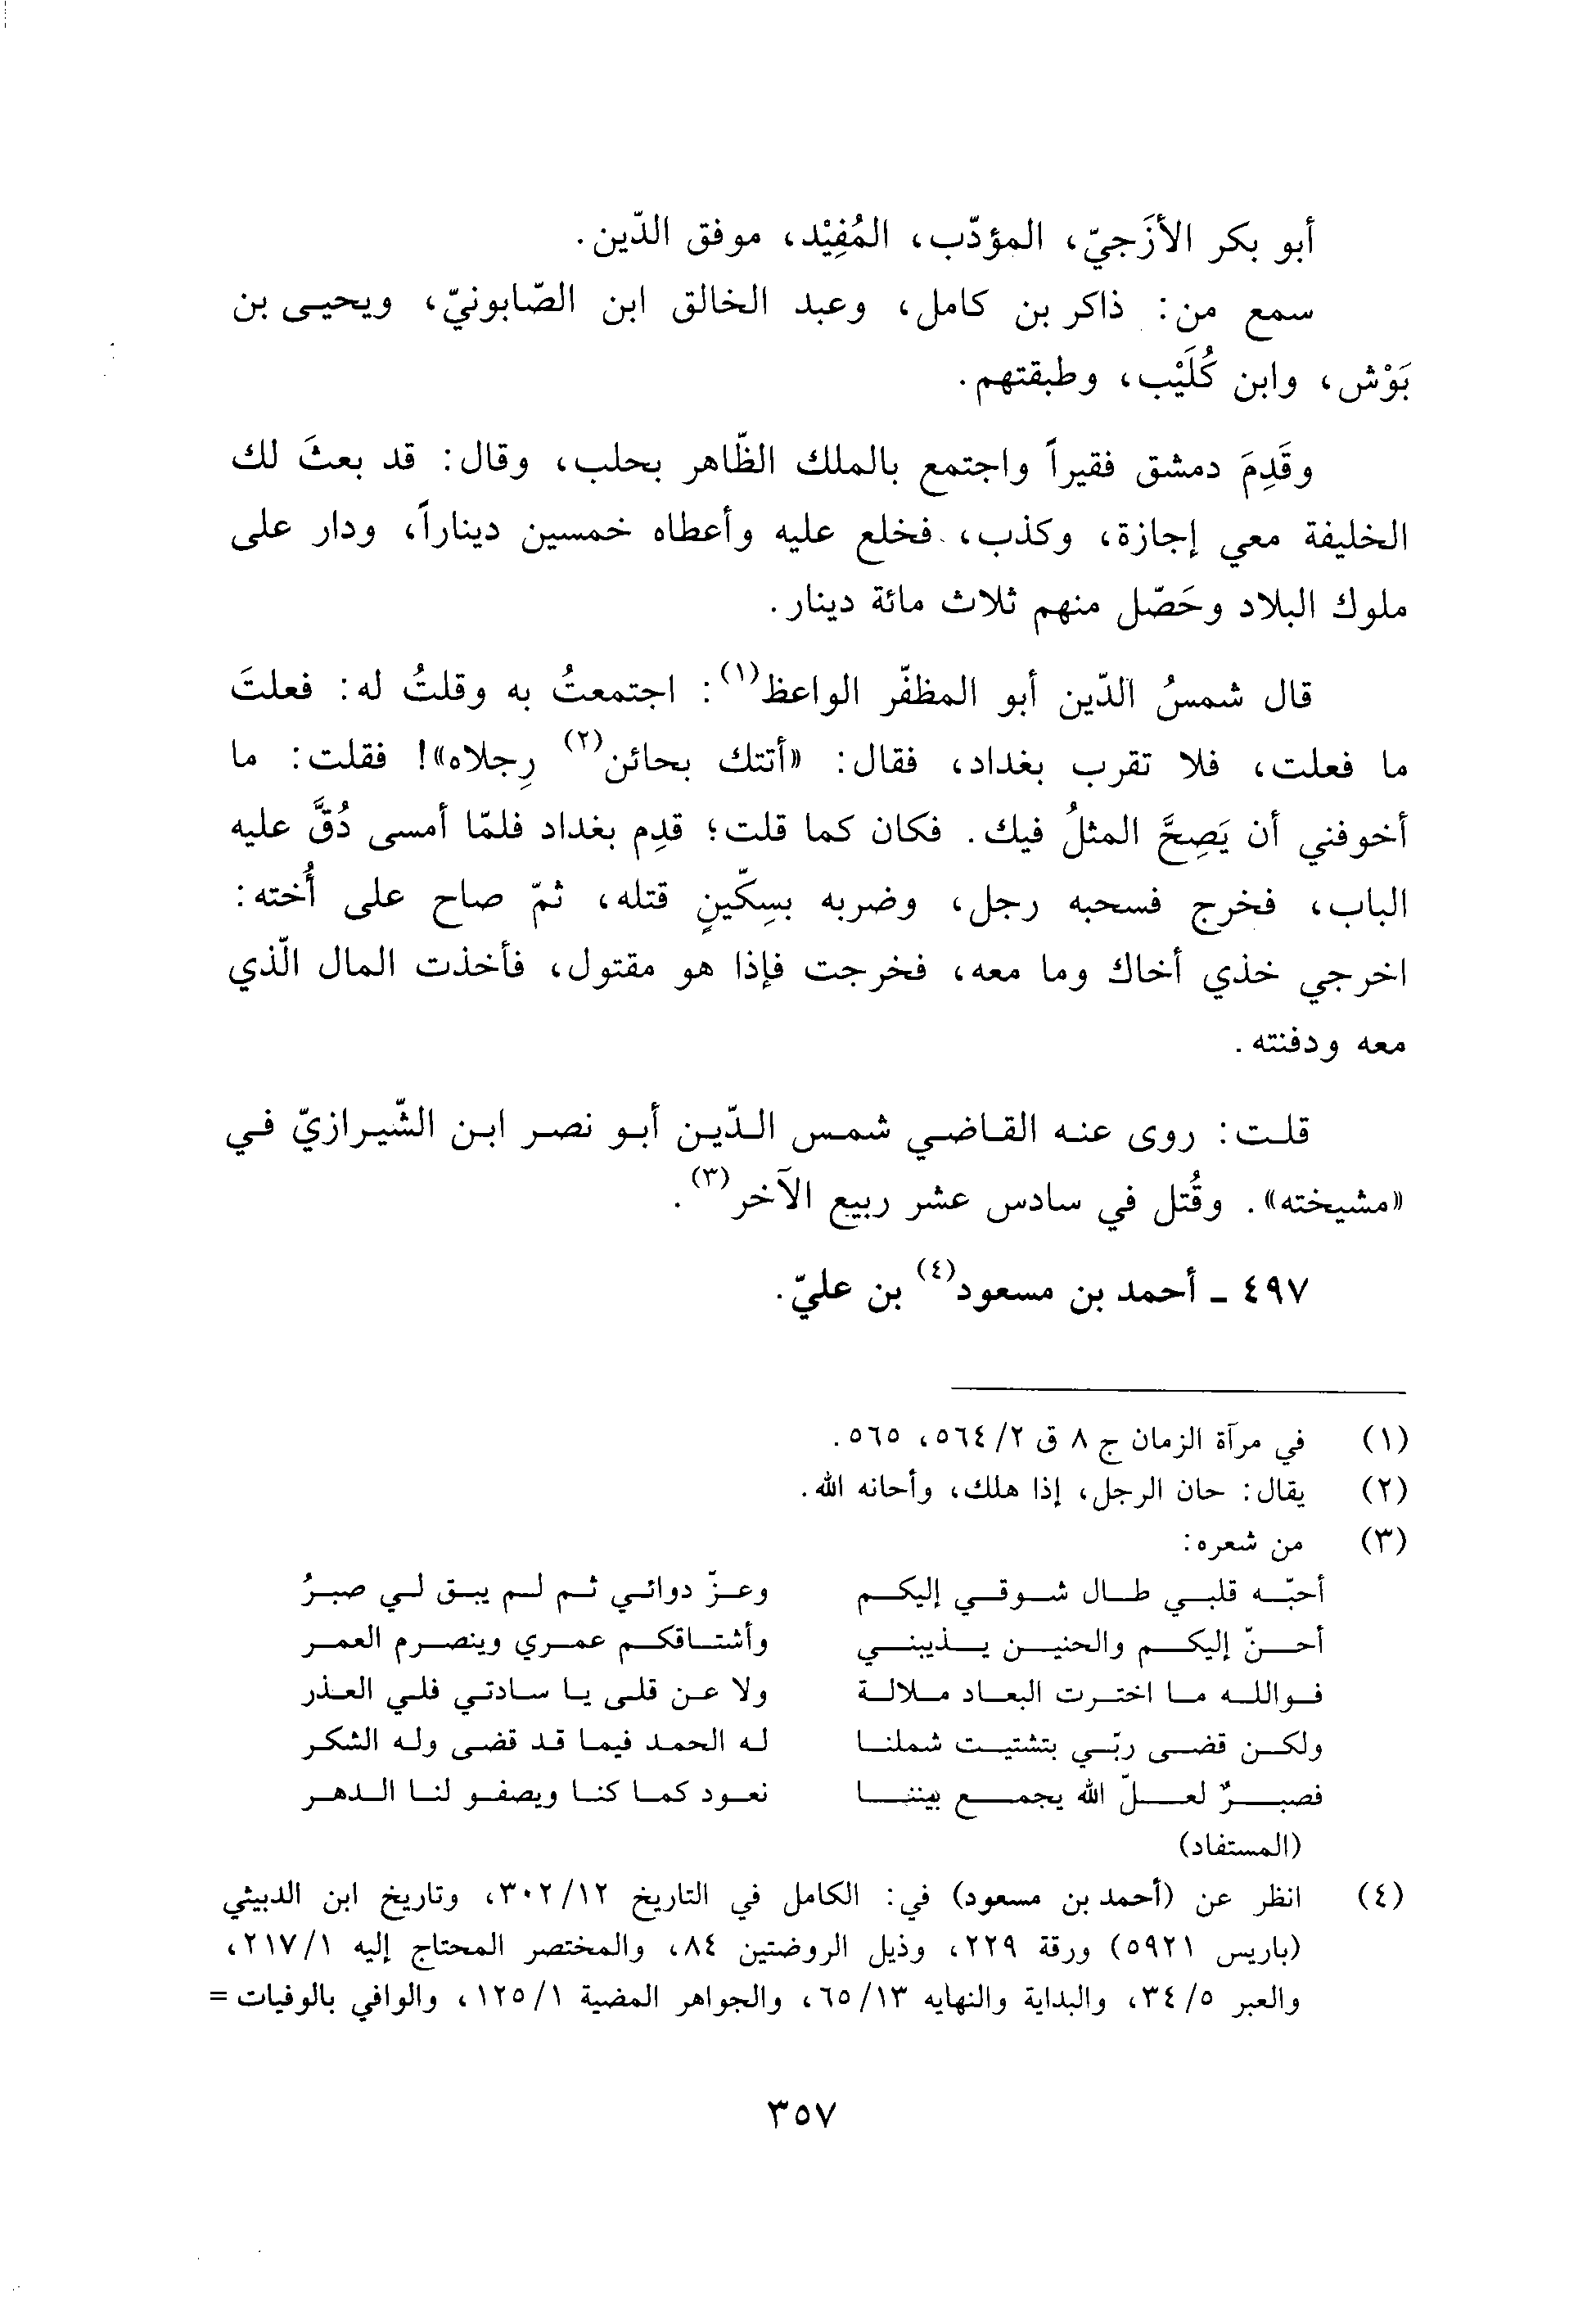 أبو بكر الأزَجيّ، المؤدّب، المُفِيْد، موفق الدّين.
سمع من: ذاكر بن كامل، وعبد الخالق ابن الصّابونيّ، ويحيى بن
بَوْش، وابن كُلَيْب، وطبقتهم.
وقَدِمَ دمشق فقيراً واجتمع بالملك الظّاهر بحلب، وقال: قد بعثَ لك
الخليفة معي إجازة، وكذب، فخلع عليه وأعطاه خمسين ديناراً، ودار على
ملوك البلاد وحَصّل منهم ثلاث مائة دينار.
قال شمسُ الدّين أبو المظفّر الواعظ(١): اجتمعتُ به وقلتُ له: فعلتَ
ما فعلت، فلا تقرب بغداد، فقال: «أتتك بحائن(٢) رِجلاه»! فقلت: ما
أخوفني أن يَصِحَّ المثلُ فيك. فكان كما قلت؛ قدِم بغداد فلمّا أمسى دُقَّ عليه
الباب، فخرج فسحبه رجل، وضربه بسِكّينٍ قتله، ثمّ صاح على أُخته:
اخرجي خذي أخاك وما معه، فخرجت فإذا هو مقتول، فأخذت المال الّذي
معه ودفنته.
قلت: روى عنه القاضي شمس الدّين أبو نصر ابن الشّيرازيّ في
«مشيخته». وقُتل في سادس عشر ربيع الآخر(٣).
٤٩٧ ـ أحمد بن مسعود(٤) بن عليّ.
(١) في مرآة الزمان ج ٨ ق ٢/ ٥٦٤، ٥٦٥.
(٢) يقال: حان الرجل، إذا هلك، وأحانه الله.
(٣) من شعره:
أحبّه قلبي طال شوقي إليكم وعزّ دوائي ثم لم يبق لي صبرُ
أحنّ إليكم والحنين يذيبني وأشتاقكم عمري وينصرم العمر
فوالله ما اخترت البعاد ملالة ولا عن قلى يا سادتي فلي العذر
ولكن قضى ربّي بتشتيت شملنا له الحمد فيما قد قضى وله الشكر
فصبرٌ لعلّ الله يجمع بيننا نعود كما كنا ويصفو لنا الدهر
(المستفاد)
(٤) انظر عن (أحمد بن مسعود) في: الكامل في التاريخ ١٢/ ٣٠٢، وتاريخ ابن الدبيثي
(باريس ٥٩٢١) ورقة ٢٢٩، وذيل الروضتين ٨٤، والمختصر المحتاج إليه ١/ ٢١٧،
والعبر ٥/ ٣٤، والبداية والنهايه ١٣/ ٦٥، والجواهر المضية ١/ ١٢٥، والوافي بالوفيات =
٣٥٧